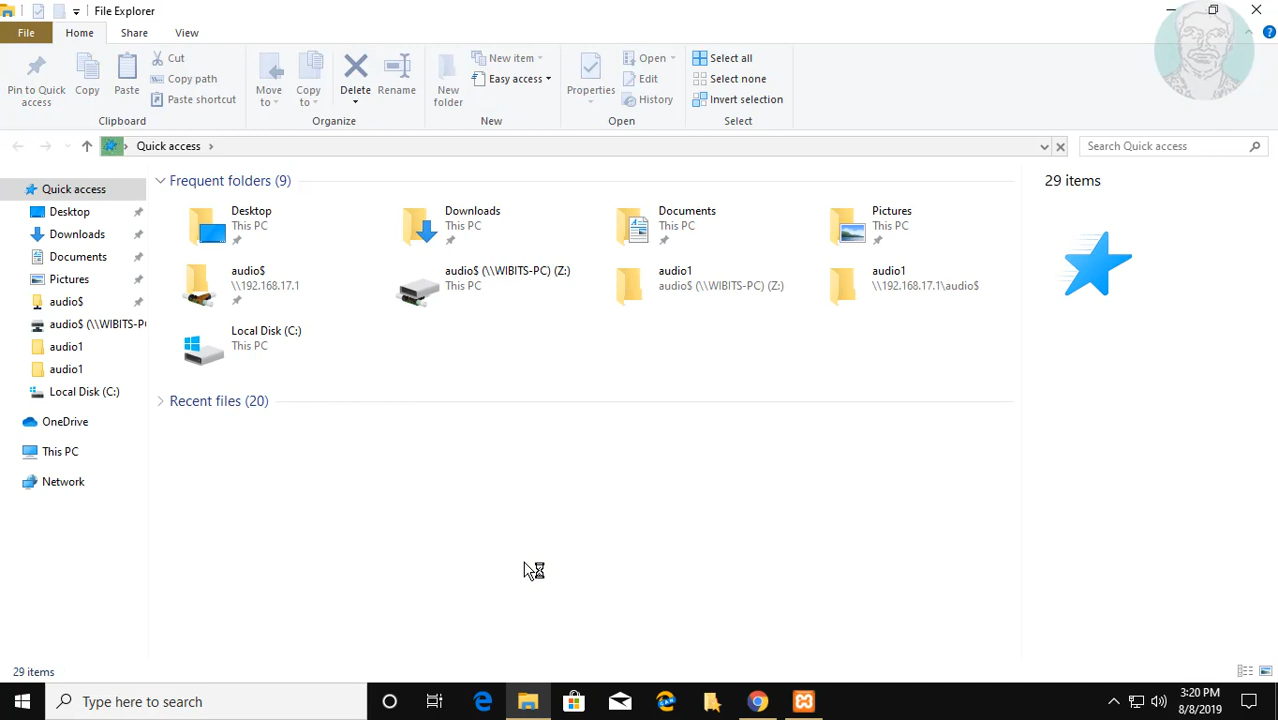 File Explorer
File Home Share View
Pin to Quick access
Copy
Paste
Cut
Copy path
Paste shortcut
Clipboard
Move to
Copy to
Delete
Rename
Organize
New folder
New item
Easy access
New
Properties
Open
Edit
History
Open
Select all
Select none
Invert selection
Select
Quick access
Search Quick access
Quick access
Desktop
Downloads
Documents
Pictures
audio$
audio$ (\\WIBITS-P
audio1
audio1
Local Disk (C:)
OneDrive
This PC
Network
Frequent folders (9)
Desktop
This PC
Downloads
This PC
Documents
This PC
Pictures
This PC
audio$
\\192.168.17.1
audio$ (\\WIBITS-PC) (Z:)
This PC
audio1
audio$ (\\WIBITS-PC) (Z:)
audio1
\\192.168.17.1\audio$
Local Disk (C:)
This PC
Recent files (20)
29 items
29 items
Type here to search
3:20 PM
8/8/2019